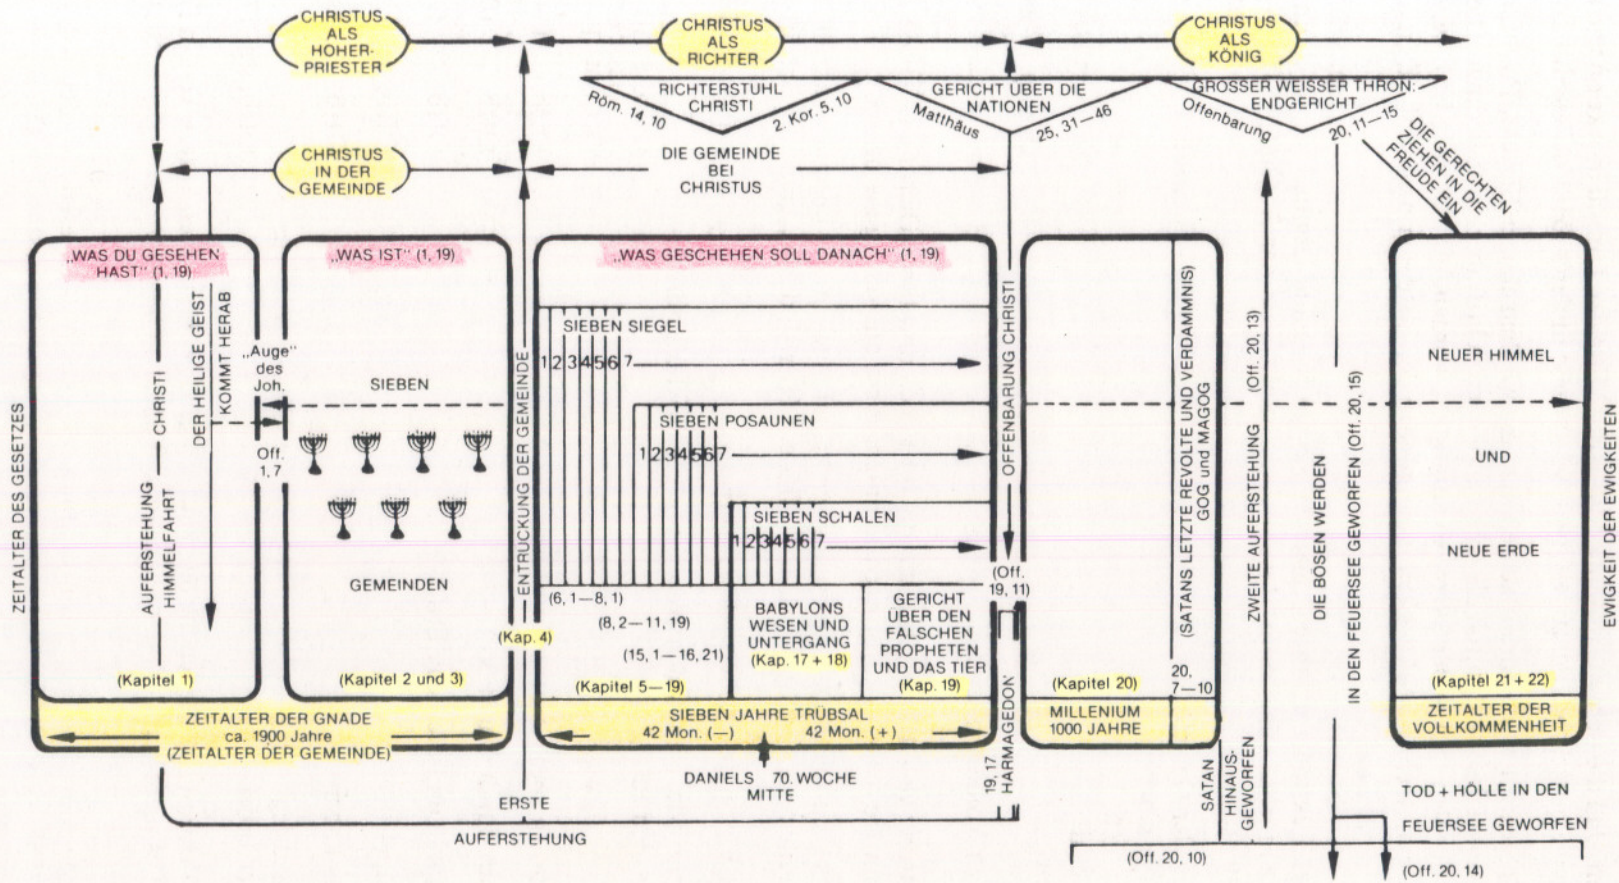 CHRISTUS
ALS
HOHER-
PRIESTER
CHRISTUS
ALS
RICHTER
CHRISTUS
ALS
KÖNIG
RICHTERSTUHL
CHRISTI
Röm. 14, 10
2. Kor. 5, 10
GERICHT ÜBER DIE
NATIONEN
Matthäus
25, 31—46
GROSSER WEISSER THRON:
ENDGERICHT
Offenbarung
20, 11—15
DIE GERECHTEN
ZIEHEN IN DIE
FREUDE EIN
CHRISTUS
IN DER
GEMEINDE
DIE GEMEINDE
BEI
CHRISTUS
ZEITALTER DES GESETZES
„WAS DU GESEHEN
HAST" (1, 19)
AUFERSTEHUNG CHRISTI
HIMMELFAHRT
DER HEILIGE GEIST
KOMMT HERAB
(Kapitel 1)
„Auge"
des
Joh.
Off.
1, 7
„WAS IST" (1, 19)
SIEBEN
GEMEINDEN
(Kapitel 2 und 3)
ZEITALTER DER GNADE
ca. 1900 Jahre
(ZEITALTER DER GEMEINDE)
ENTRUCKUNG DER GEMEINDE
(Kap. 4)
„WAS GESCHEHEN SOLL DANACH" (1, 19)
SIEBEN SIEGEL
1 2 3 4 5 6 7
SIEBEN POSAUNEN
1 2 3 4 5 6 7
SIEBEN SCHALEN
1 2 3 4 5 6 7
(6, 1—8, 1)
(8, 2—11, 19)
(15, 1—16, 21)
(Kapitel 5—19)
BABYLONS
WESEN UND
UNTERGANG
(Kap. 17 + 18)
GERICHT
ÜBER DEN
FALSCHEN
PROPHETEN
UND DAS TIER
(Kap. 19)
SIEBEN JAHRE TRÜBSAL
42 Mon. (—) 42 Mon. (+)
DANIELS 70. WOCHE
MITTE
ERSTE
AUFERSTEHUNG
OFFENBARUNG CHRISTI
(Off.
19, 11)
19, 17
HARMAGEDON
(Kapitel 20)
MILLENIUM
1000 JAHRE
(SATANS LETZTE REVOLTE UND VERDAMMNIS)
GOG und MAGOG
20,
7—10
SATAN
HINAUS-
GEWORFEN
(Off. 20, 10)
ZWEITE AUFERSTEHUNG (Off. 20, 13)
DIE BÖSEN WERDEN
IN DEN FEUERSEE GEWORFEN (Off. 20, 15)
NEUER HIMMEL
UND
NEUE ERDE
(Kapitel 21 + 22)
ZEITALTER DER
VOLLKOMMENHEIT
EWIGKEIT DER EWIGKEITEN
TOD + HÖLLE IN DEN
FEUERSEE GEWORFEN
(Off. 20, 14)